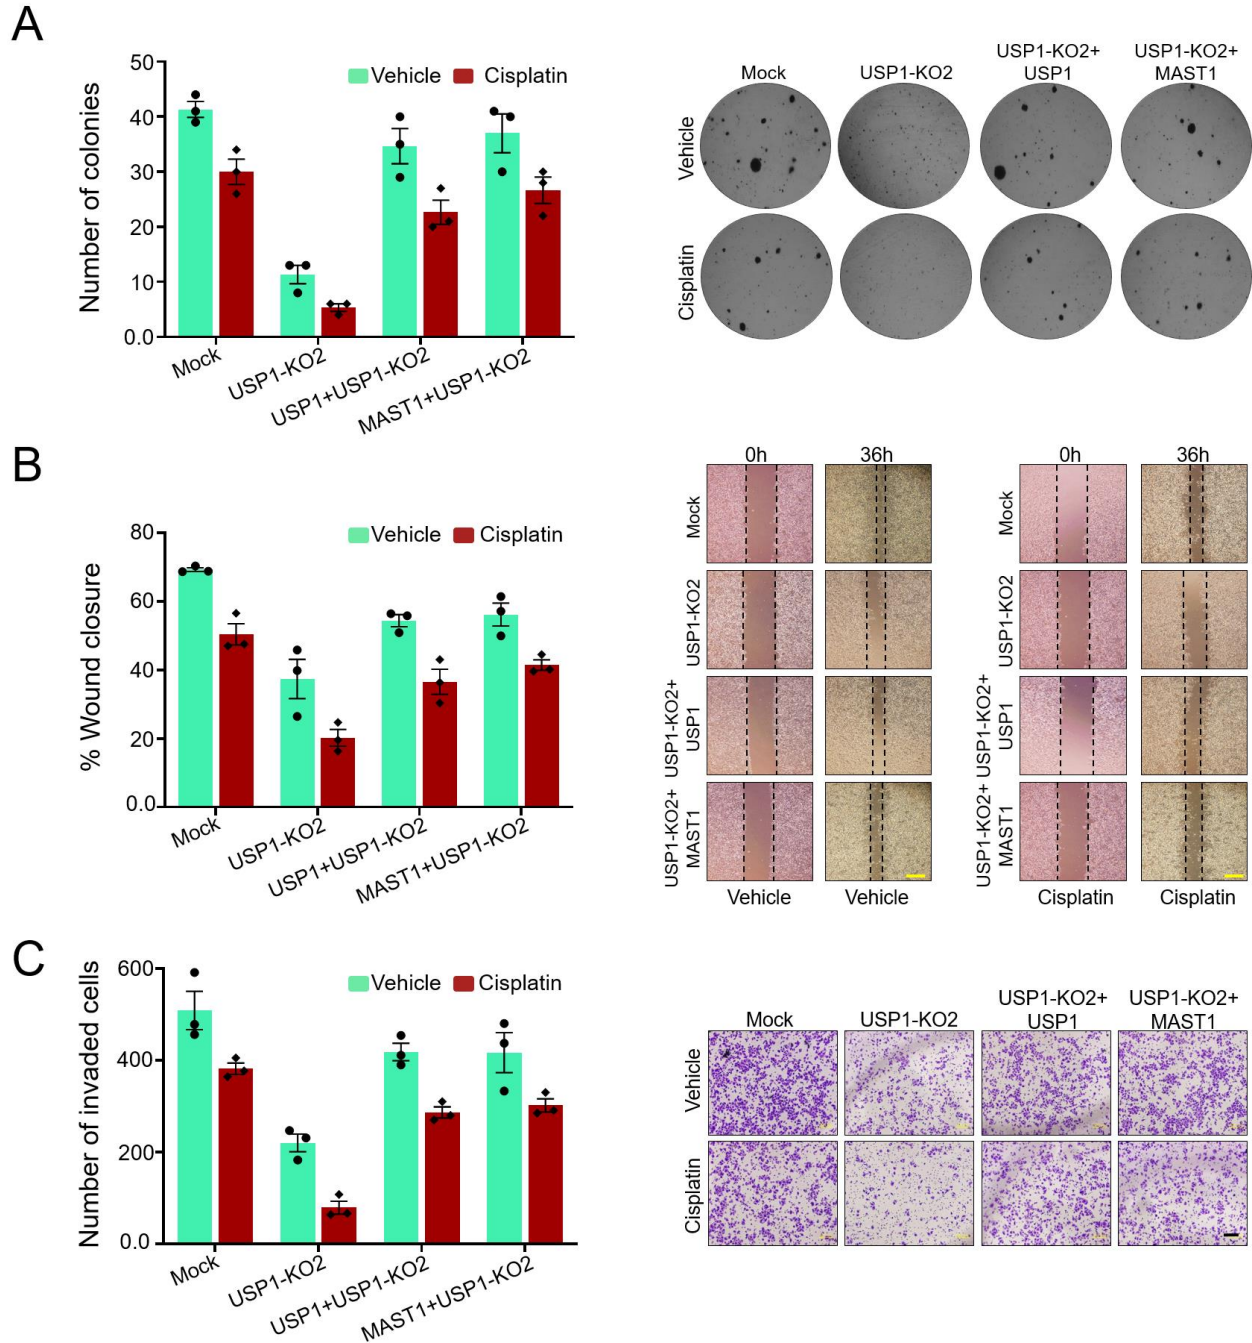 A
Number of colonies
50
40
30
20
10
0.0
Vehicle
Cisplatin
Mock
USP1-KO2
USP1+USP1-KO2
MAST1+USP1-KO2
Mock
USP1-KO2
USP1-KO2+
USP1
USP1-KO2+
MAST1
Vehicle
Cisplatin
B
% Wound closure
80
60
40
20
0.0
Vehicle
Cisplatin
Mock
USP1-KO2
USP1+USP1-KO2
MAST1+USP1-KO2
0h
36h
0h
36h
Mock
USP1-KO2
USP1-KO2+
USP1
USP1-KO2+
MAST1
Mock
USP1-KO2
USP1-KO2+
USP1
USP1-KO2+
MAST1
Vehicle
Vehicle
Cisplatin
Cisplatin
C
Number of invaded cells
600
400
200
0.0
Vehicle
Cisplatin
Mock
USP1-KO2
USP1+USP1-KO2
MAST1+USP1-KO2
Mock
USP1-KO2
USP1-KO2+
USP1
USP1-KO2+
MAST1
Vehicle
Cisplatin